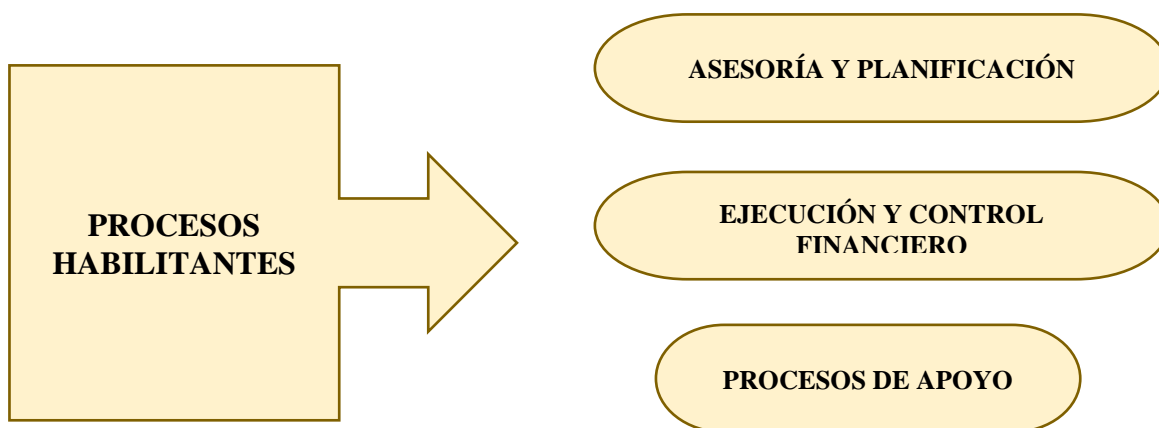 ASESORÍA Y PLANIFICACIÓN
PROCESOS
HABILITANTES
EJECUCIÓN Y CONTROL
FINANCIERO
PROCESOS DE APOYO